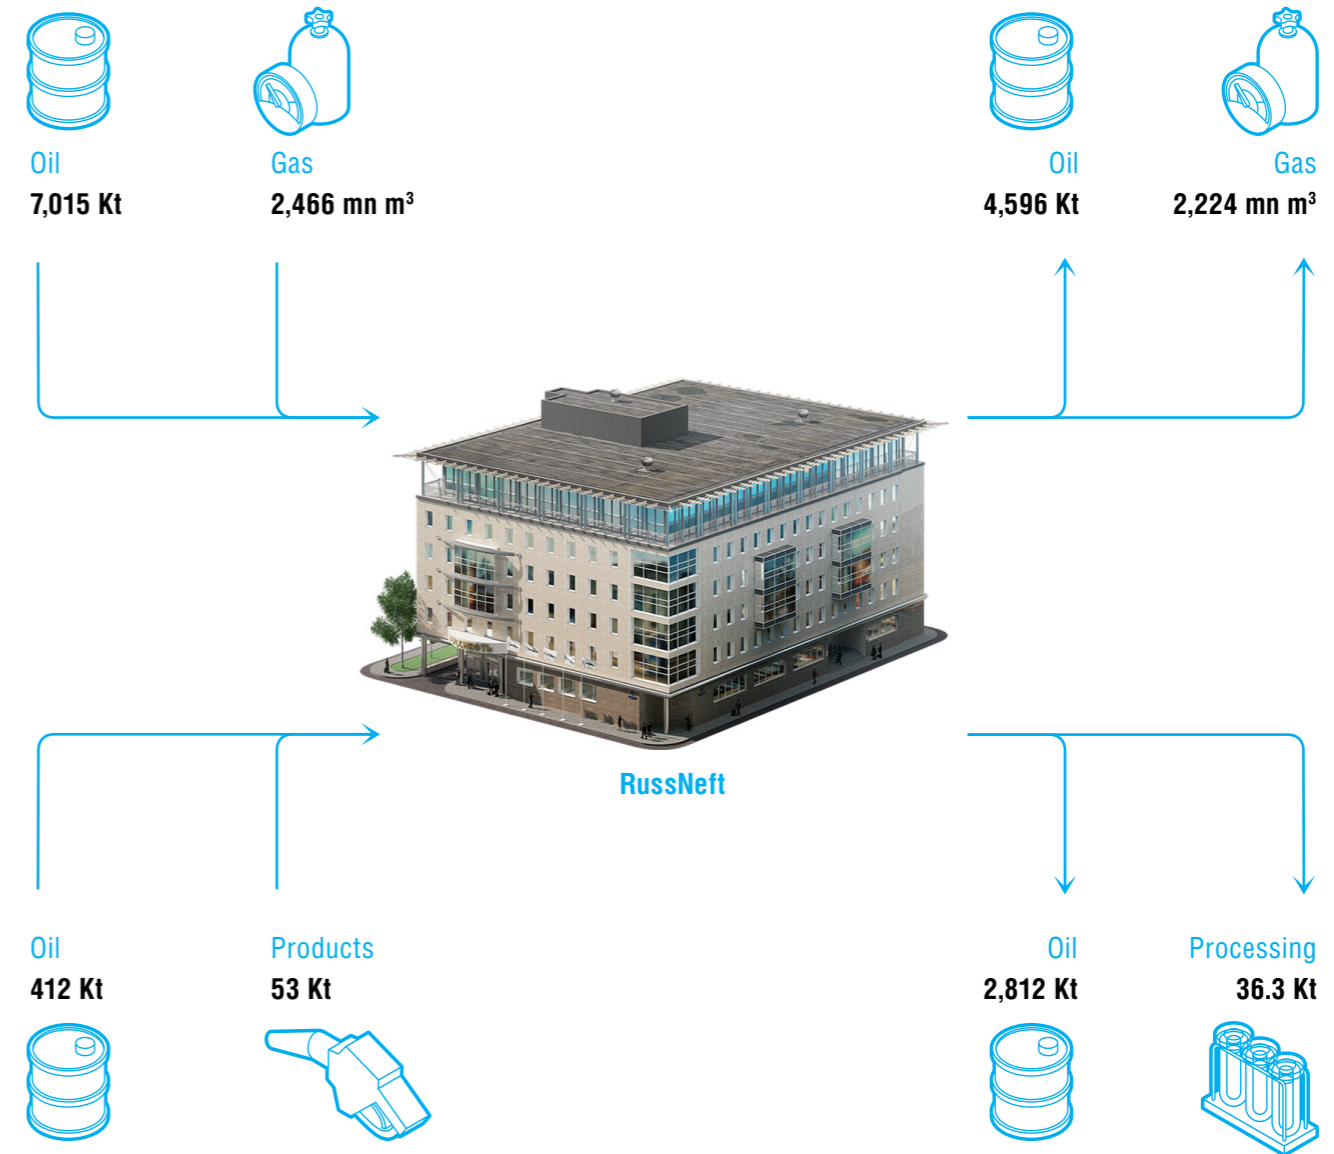 Oil
7,015 Kt
Gas
2,466 mn m³
Oil
4,596 Kt
Gas
2,224 mn m³
RussNeft
Oil
412 Kt
Products
53 Kt
Oil
2,812 Kt
Processing
36.3 Kt